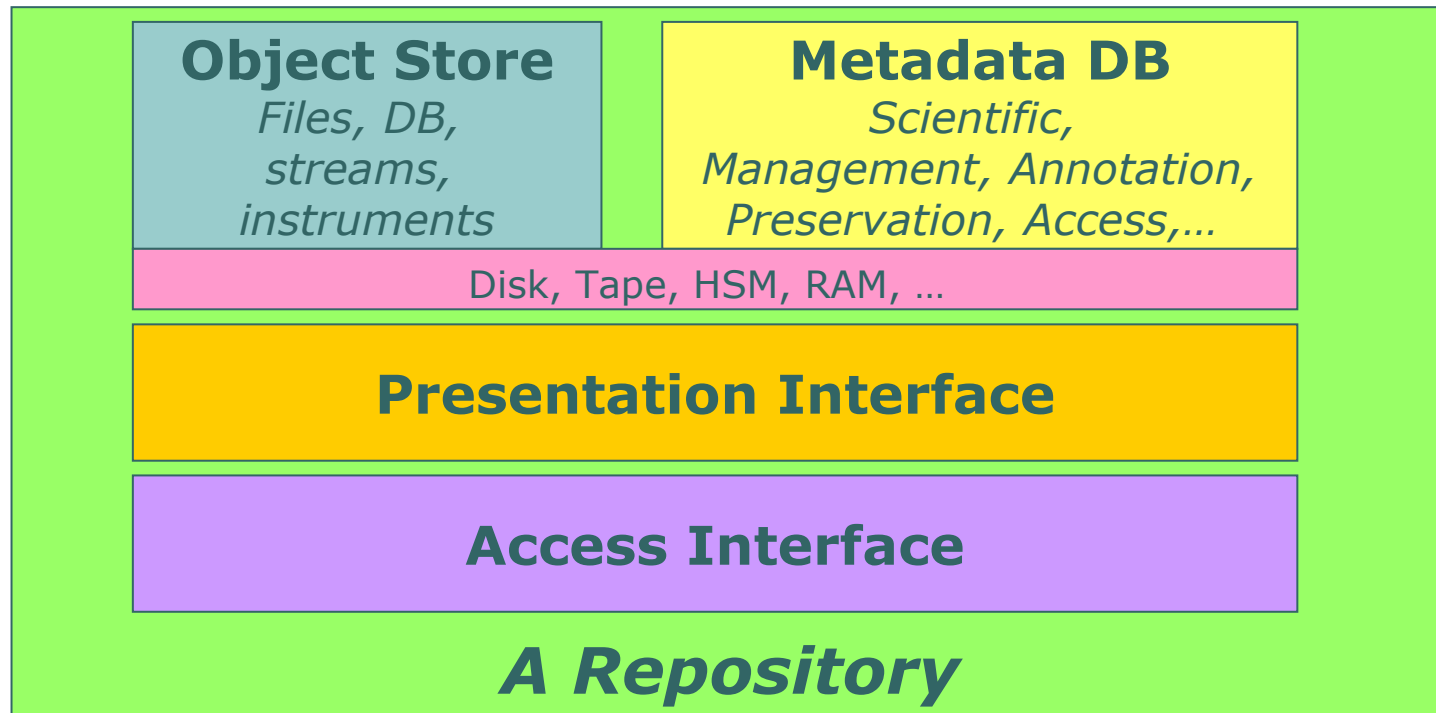 Object Store
Files, DB,
streams,
instruments
Metadata DB
Scientific,
Management, Annotation,
Preservation, Access,…
Disk, Tape, HSM, RAM, …
Presentation Interface
Access Interface
A Repository